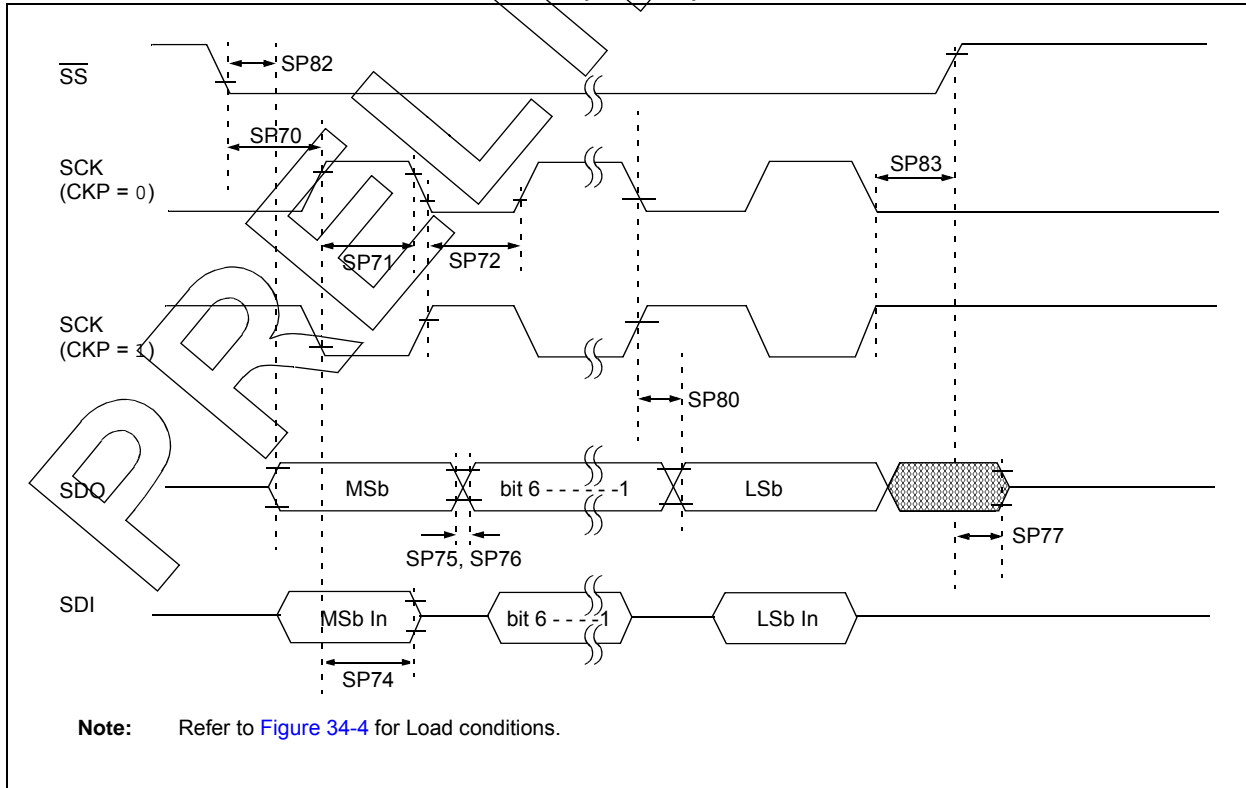 PRELI
SS
SP82
SP70
SCK
(CKP = 0)
SP83
SP71
SP72
SCK
(CKP = 1)
SP80
SDO
MSb
bit 6 - - - - - -1
LSb
SP77
SP75, SP76
SDI
MSb In
bit 6 - - - -1
LSb In
SP74
Note: Refer to Figure 34-4 for Load conditions.